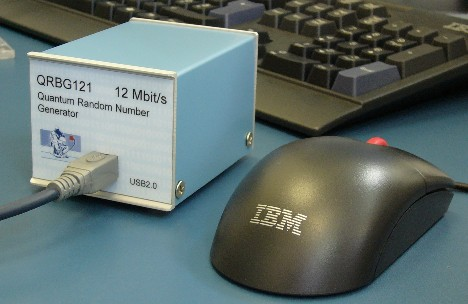 QRBG121 12 Mbit/s
Quantum Random Number
Generator
USB2.0
IBM